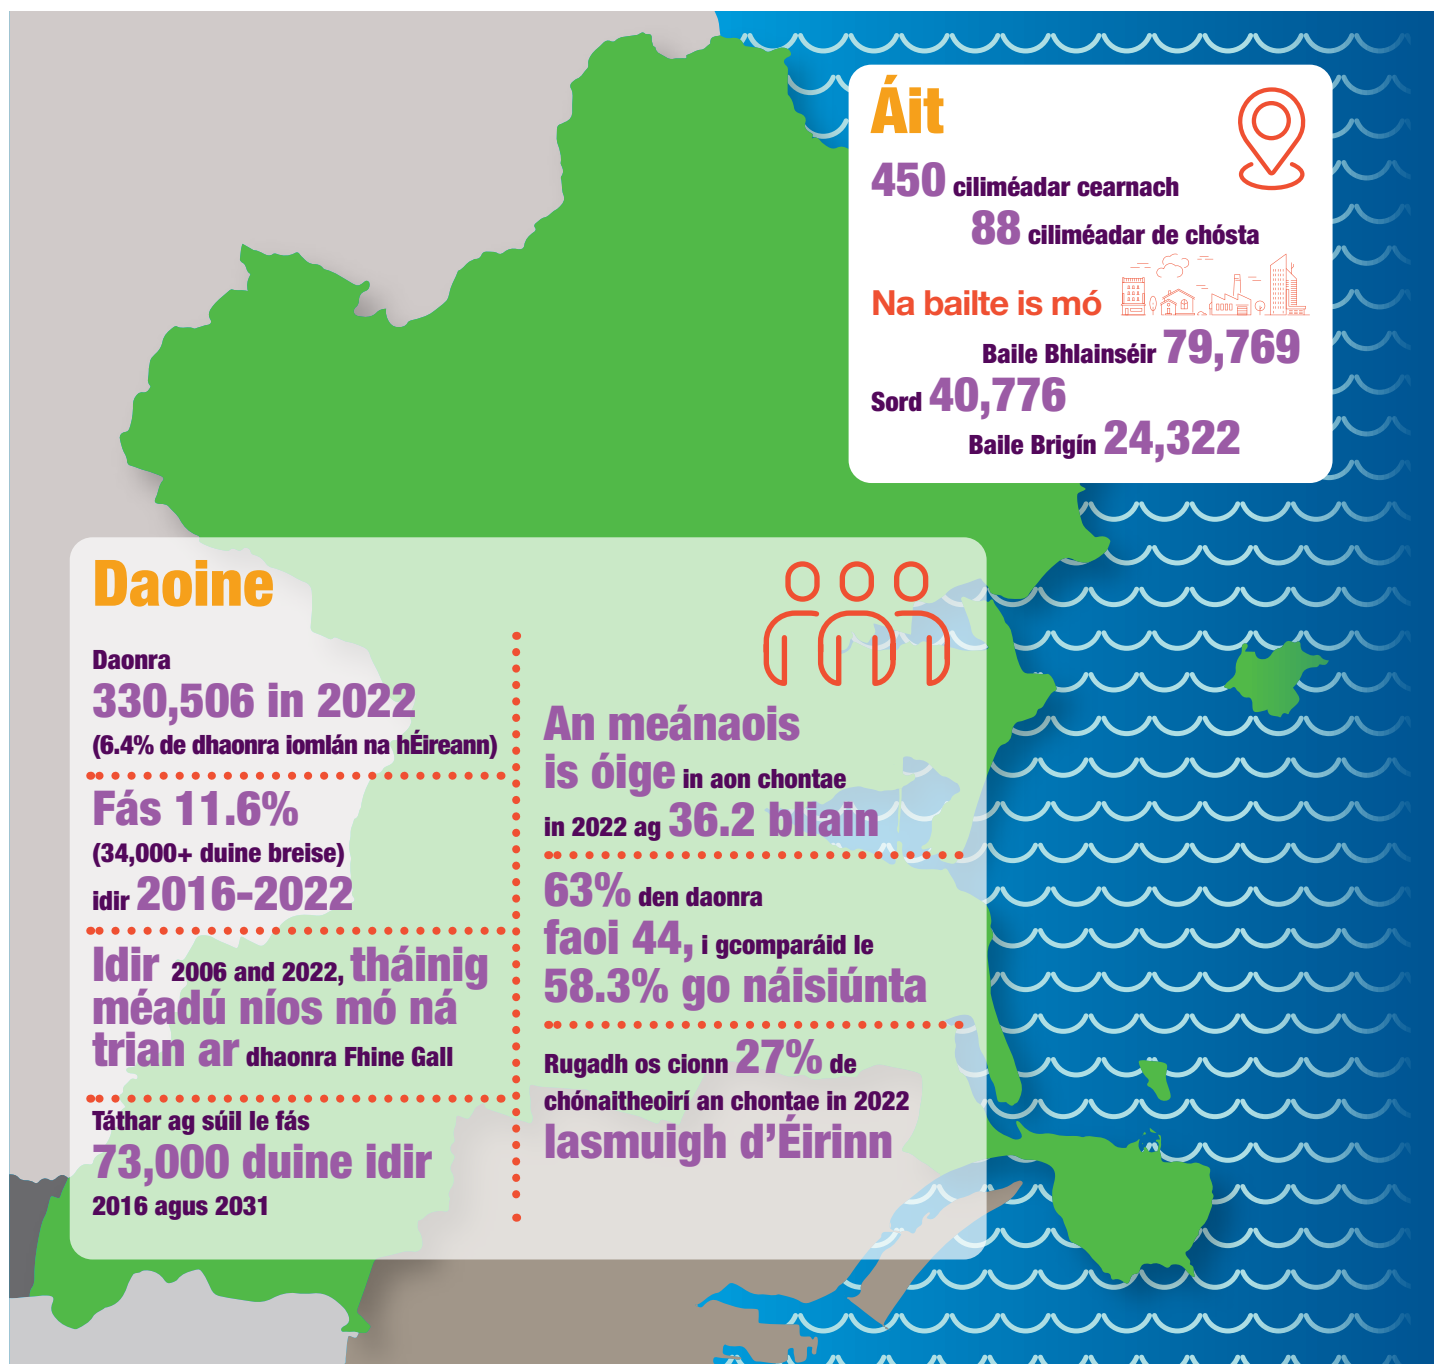 Áit
450 ciliméadar cearnach
88 ciliméadar de chósta
Na bailte is mó
Baile Bhlainséir 79,769
Sord 40,776
Baile Brigín 24,322
Daoine
Daonra
330,506 in 2022
(6.4% de dhaonra iomlán na hÉireann)
Fás 11.6%
(34,000+ duine breise)
idir 2016-2022
Idir 2006 and 2022, tháinig
méadú níos mó ná
trian ar dhaonra Fhine Gall
Táthar ag súil le fás
73,000 duine idir
2016 agus 2031
An meánaois
is óige in aon chontae
in 2022 ag 36.2 bliain
63% den daonra
faoi 44, i gcomparáid le
58.3% go náisiúnta
Rugadh os cionn 27% de
chónaitheoirí an chontae in 2022
lasmuigh d’Éirinn